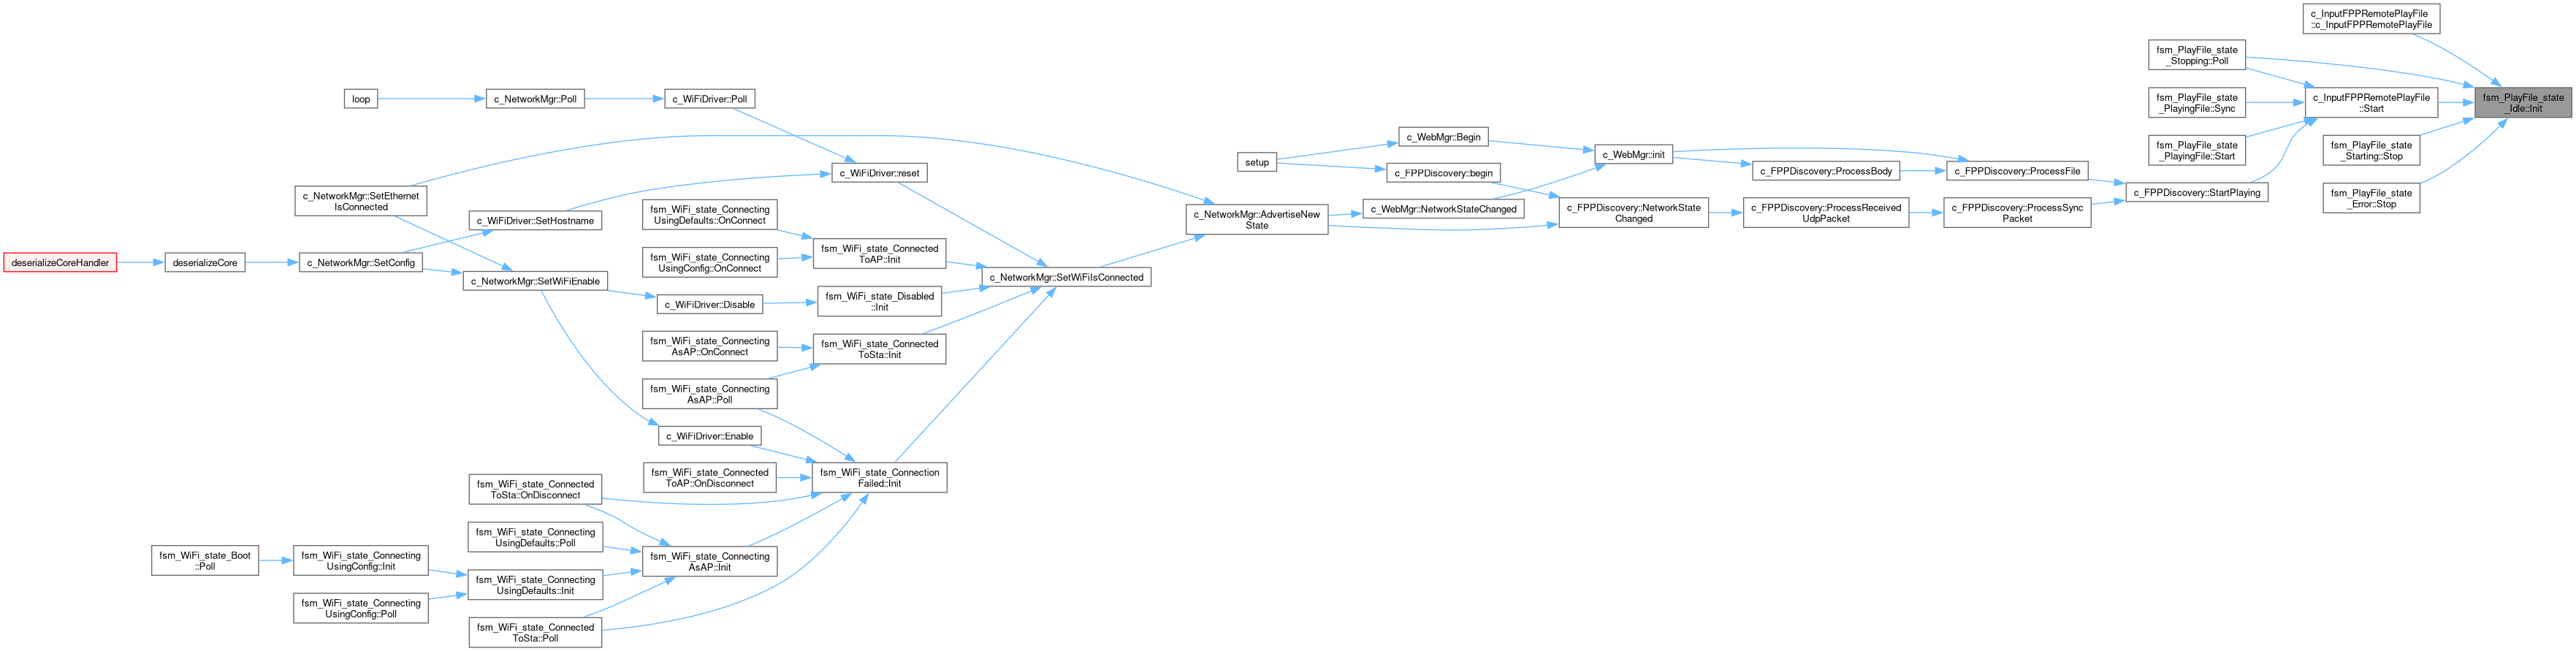 c_InputFPPRemotePlayFile
::c_InputFPPRemotePlayFile
fsm_PlayFile_state
_Stopping::Poll
loop
c_NetworkMgr::Poll
c_WiFiDriver::Poll
fsm_PlayFile_state
_PlayingFile::Sync
c_InputFPPRemotePlayFile
::Start
fsm_PlayFile_state
_Idle::Init
c_WebMgr::Begin
fsm_PlayFile_state
_PlayingFile::Start
fsm_PlayFile_state
_Starting::Stop
setup
c_WebMgr::init
c_WiFiDriver::reset
c_FPPDiscovery::begin
c_FPPDiscovery::ProcessBody
c_FPPDiscovery::ProcessFile
c_FPPDiscovery::StartPlaying
fsm_PlayFile_state
_Error::Stop
c_NetworkMgr::SetEthernet
IsConnected
c_WiFiDriver::SetHostname
fsm_WiFi_state_Connecting
UsingDefaults::OnConnect
c_NetworkMgr::AdvertiseNew
State
c_WebMgr::NetworkStateChanged
c_FPPDiscovery::NetworkState
Changed
c_FPPDiscovery::ProcessReceived
UdpPacket
c_FPPDiscovery::ProcessSync
Packet
deserializeCoreHandler
deserializeCore
c_NetworkMgr::SetConfig
fsm_WiFi_state_Connecting
UsingConfig::OnConnect
fsm_WiFi_state_Connected
ToAP::Init
c_NetworkMgr::SetWiFiEnable
c_NetworkMgr::SetWiFiIsConnected
c_WiFiDriver::Disable
fsm_WiFi_state_Disabled
::Init
fsm_WiFi_state_Connecting
AsAP::OnConnect
fsm_WiFi_state_Connected
ToSta::Init
fsm_WiFi_state_Connecting
AsAP::Poll
c_WiFiDriver::Enable
fsm_WiFi_state_Connected
ToAP::OnDisconnect
fsm_WiFi_state_Connection
Failed::Init
fsm_WiFi_state_Connected
ToSta::OnDisconnect
fsm_WiFi_state_Connecting
UsingDefaults::Poll
fsm_WiFi_state_Boot
::Poll
fsm_WiFi_state_Connecting
UsingConfig::Init
fsm_WiFi_state_Connecting
AsAP::Init
fsm_WiFi_state_Connecting
UsingDefaults::Init
fsm_WiFi_state_Connecting
UsingConfig::Poll
fsm_WiFi_state_Connected
ToSta::Poll